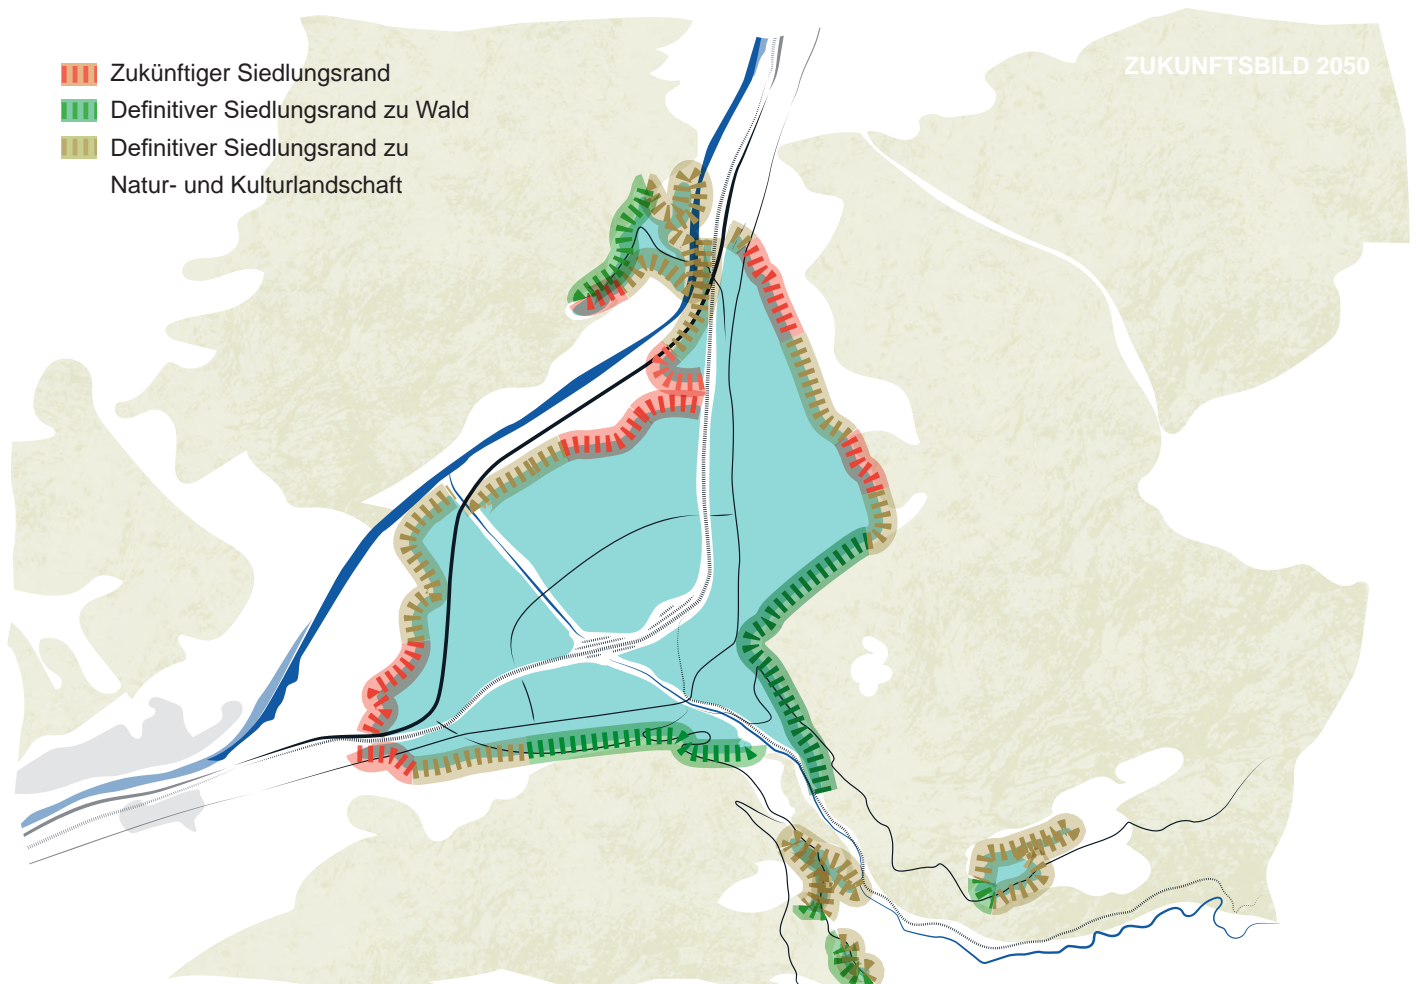 ZUKUNFTSBILD 2050
Zukünftiger Siedlungsrand
Definitiver Siedlungsrand zu Wald
Definitiver Siedlungsrand zu
Natur- und Kulturlandschaft